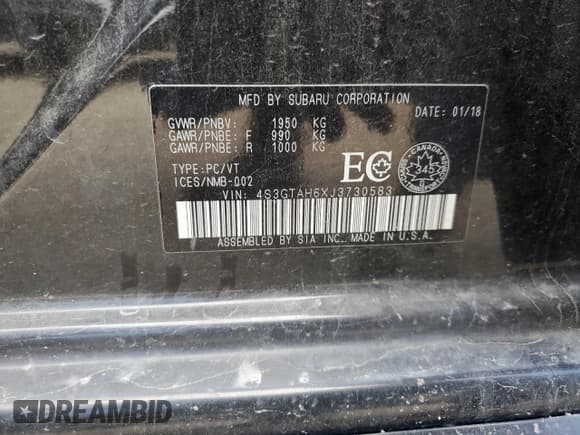 MFD BY SUBARU CORPORATION
DATE: 01/18
GVWR/PNBV: 1950 KG
GAWR/PNBE: F 990 KG
GAWR/PNBE: R 1000 KG
TYPE: PC/VT
ICES/NMB-002
EC
CANADA
345
VIN: 4S3GTAH6XJ3730583
ASSEMBLED BY SIA INC., MADE IN U.S.A.
DREAMBID